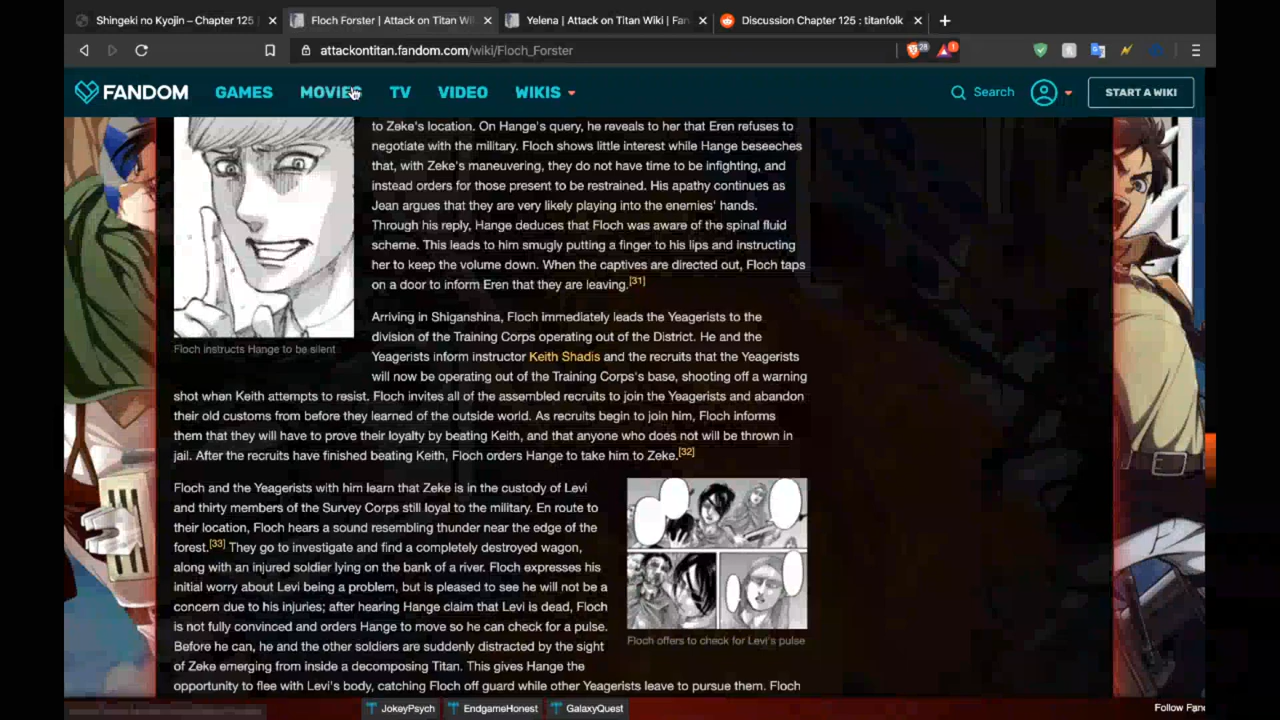 Shingeki no Kyojin – Chapter 125
Floch Forster | Attack on Titan Wi
Yelena | Attack on Titan Wiki | Fan
Discussion Chapter 125 : titanfolk
attackontitan.fandom.com/wiki/Floch_Forster
28
1
FANDOM
GAMES
MOVIES
TV
VIDEO
WIKIS
Search
START A WIKI
to Zeke's location. On Hange's query, he reveals to her that Eren refuses to
negotiate with the military. Floch shows little interest while Hange beseeches
that, with Zeke's maneuvering, they do not have time to be infighting, and
instead orders for those present to be restrained. His apathy continues as
Jean argues that they are very likely playing into the enemies' hands.
Through his reply, Hange deduces that Floch was aware of the spinal fluid
scheme. This leads to him smugly putting a finger to his lips and instructing
her to keep the volume down. When the captives are directed out, Floch taps
on a door to inform Eren that they are leaving.[31]
Floch instructs Hange to be silent
Arriving in Shiganshina, Floch immediately leads the Yeagerists to the
division of the Training Corps operating out of the District. He and the
Yeagerists inform instructor Keith Shadis and the recruits that the Yeagerists
will now be operating out of the Training Corps's base, shooting off a warning
shot when Keith attempts to resist. Floch invites all of the assembled recruits to join the Yeagerists and abandon
their old customs from before they learned of the outside world. As recruits begin to join him, Floch informs
them that they will have to prove their loyalty by beating Keith, and that anyone who does not will be thrown in
jail. After the recruits have finished beating Keith, Floch orders Hange to take him to Zeke.[32]
Floch and the Yeagerists with him learn that Zeke is in the custody of Levi
and thirty members of the Survey Corps still loyal to the military. En route to
their location, Floch hears a sound resembling thunder near the edge of the
forest.[33] They go to investigate and find a completely destroyed wagon,
along with an injured soldier lying on the bank of a river. Floch expresses his
initial worry about Levi being a problem, but is pleased to see he will not be a
concern due to his injuries; after hearing Hange claim that Levi is dead, Floch
is not fully convinced and orders Hange to move so he can check for a pulse.
Before he can, he and the other soldiers are suddenly distracted by the sight
of Zeke emerging from inside a decomposing Titan. This gives Hange the
opportunity to flee with Levi's body, catching Floch off guard while other Yeagerists leave to pursue them. Floch
Floch offers to check for Levi's pulse
JokeyPsych
EndgameHonest
GalaxyQuest
Follow Fan